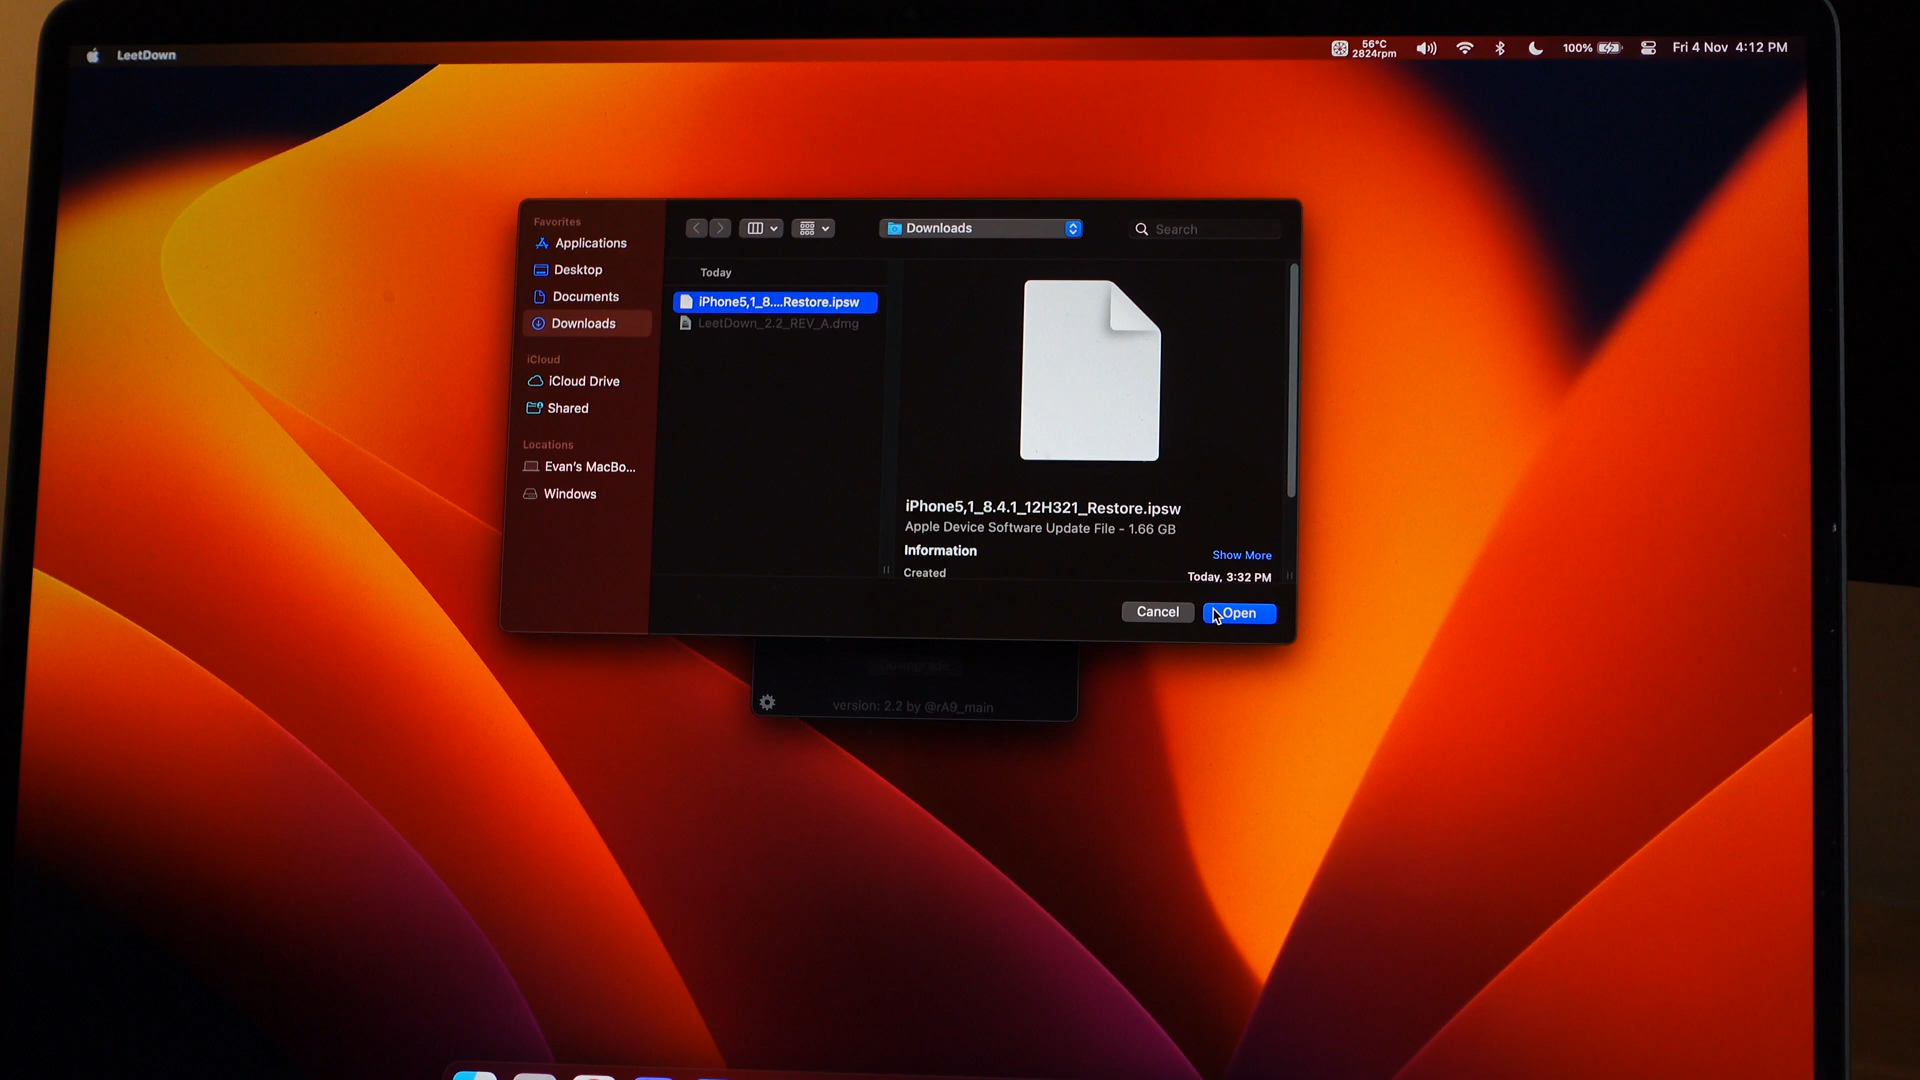 LeetDown
56°C
2824rpm
100%
Fri 4 Nov 4:12 PM
Favorites
Applications
Desktop
Documents
Downloads
iCloud
iCloud Drive
Shared
Locations
Evan's MacBo...
Windows
Downloads
Search
Today
iPhone5,1_8....Restore.ipsw
LeetDown_2.2_REV_A.dmg
iPhone5,1_8.4.1_12H321_Restore.ipsw
Apple Device Software Update File - 1.66 GB
Information
Show More
Created
Today, 3:32 PM
Cancel
Open
Downgrade
version: 2.2 by @rA9_main